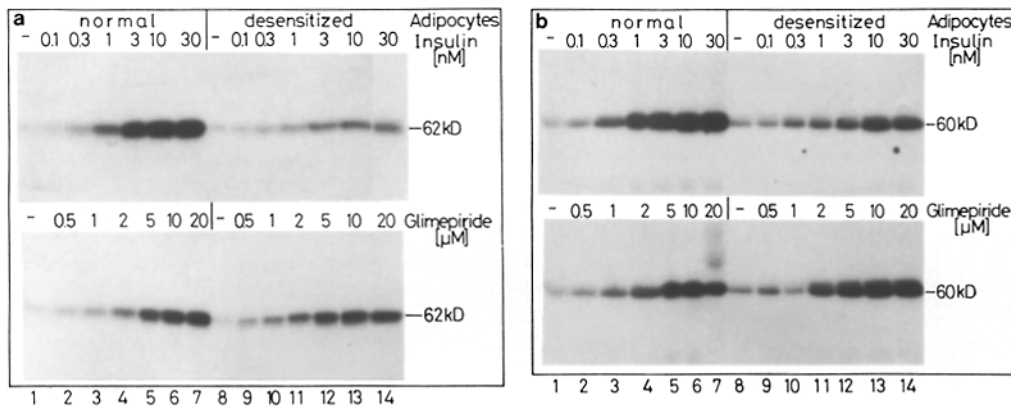 a
normal desensitized Adipocytes
- 0.1 0.3 1 3 10 30 - 0.1 0.3 1 3 10 30 Insulin
[nM]
-62kD
- 0.5 1 2 5 10 20 - 0.5 1 2 5 10 20 Glimepiride
[µM]
-62kD
1 2 3 4 5 6 7 8 9 10 11 12 13 14
b
normal desensitized Adipocytes
- 0.1 0.3 1 3 10 30 - 0.1 0.3 1 3 10 30 Insulin
[nM]
-60kD
- 0.5 1 2 5 10 20 - 0.5 1 2 5 10 20 Glimepiride
[µM]
-60kD
1 2 3 4 5 6 7 8 9 10 11 12 13 14